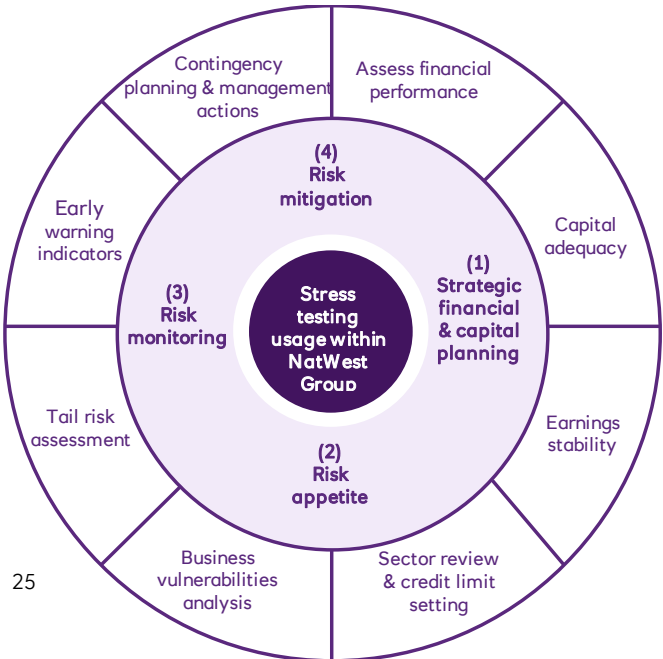 Contingency
planning & management
actions
Assess financial
performance
(4)
Risk
mitigation
Early
warning
indicators
Capital
adequacy
(3)
Risk
monitoring
Stress
testing
usage within
NatWest
Group
(1)
Strategic
financial
& capital
planning
Tail risk
assessment
Earnings
stability
(2)
Risk
appetite
Business
vulnerabilities
analysis
Sector review
& credit limit
setting
25